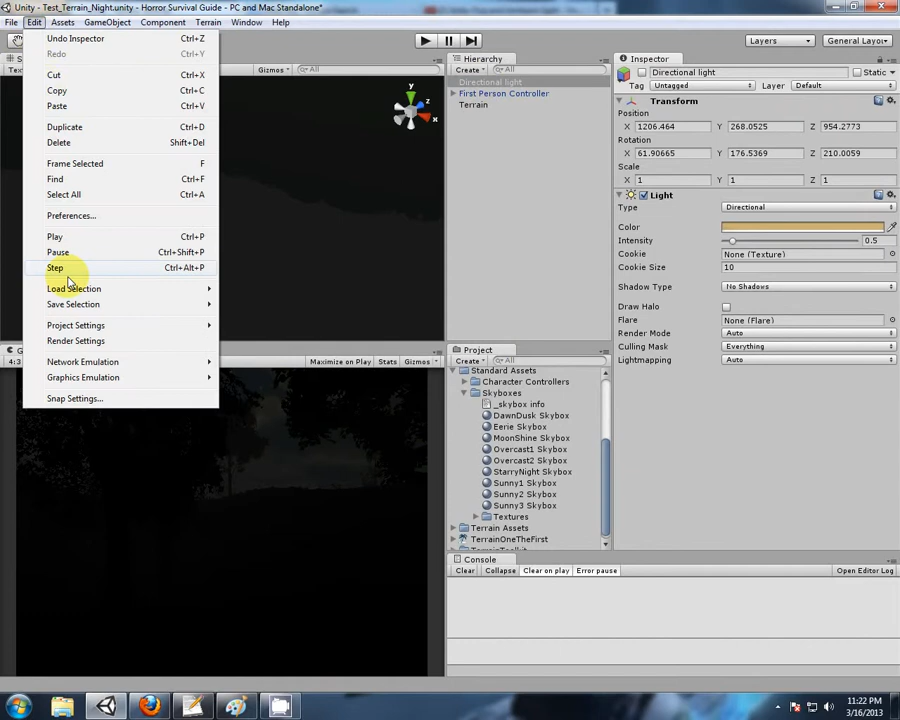 Unity - Test_Terrain_Night.unity - Horror Survival Guide - PC and Mac Standalone*
File Edit Assets GameObject Component Terrain Window Help
Undo Inspector Ctrl+Z
Redo Ctrl+Y
Cut Ctrl+X
Copy Ctrl+C
Paste Ctrl+V
Duplicate Ctrl+D
Delete Shift+Del
Frame Selected F
Find Ctrl+F
Select All Ctrl+A
Preferences...
Play Ctrl+P
Pause Ctrl+Shift+P
Step Ctrl+Alt+P
Load Selection
Save Selection
Project Settings
Render Settings
Network Emulation
Graphics Emulation
Snap Settings...
Gizmos All
4:3 Maximize on Play Stats Gizmos
Hierarchy
Create All
Directional light
First Person Controller
Terrain
Project
Create All
Standard Assets
Character Controllers
Skyboxes
_skybox info
DawnDusk Skybox
Eerie Skybox
MoonShine Skybox
Overcast1 Skybox
Overcast2 Skybox
StarryNight Skybox
Sunny1 Skybox
Sunny2 Skybox
Sunny3 Skybox
Textures
Terrain Assets
TerrainOneTheFirst
TerrainToolkit
Console
Clear Collapse Clear on play Error pause Open Editor Log
Layers General Layou
Inspector
Directional light Static
Tag Untagged Layer Default
Transform
Position
X 1206.464 Y 268.0525 Z 954.2773
Rotation
X 61.90665 Y 176.5369 Z 210.0059
Scale
X 1 Y 1 Z 1
Light
Type Directional
Color
Intensity 0.5
Cookie None (Texture)
Cookie Size 10
Shadow Type No Shadows
Draw Halo
Flare None (Flare)
Render Mode Auto
Culling Mask Everything
Lightmapping Auto
11:22 PM
3/16/2013